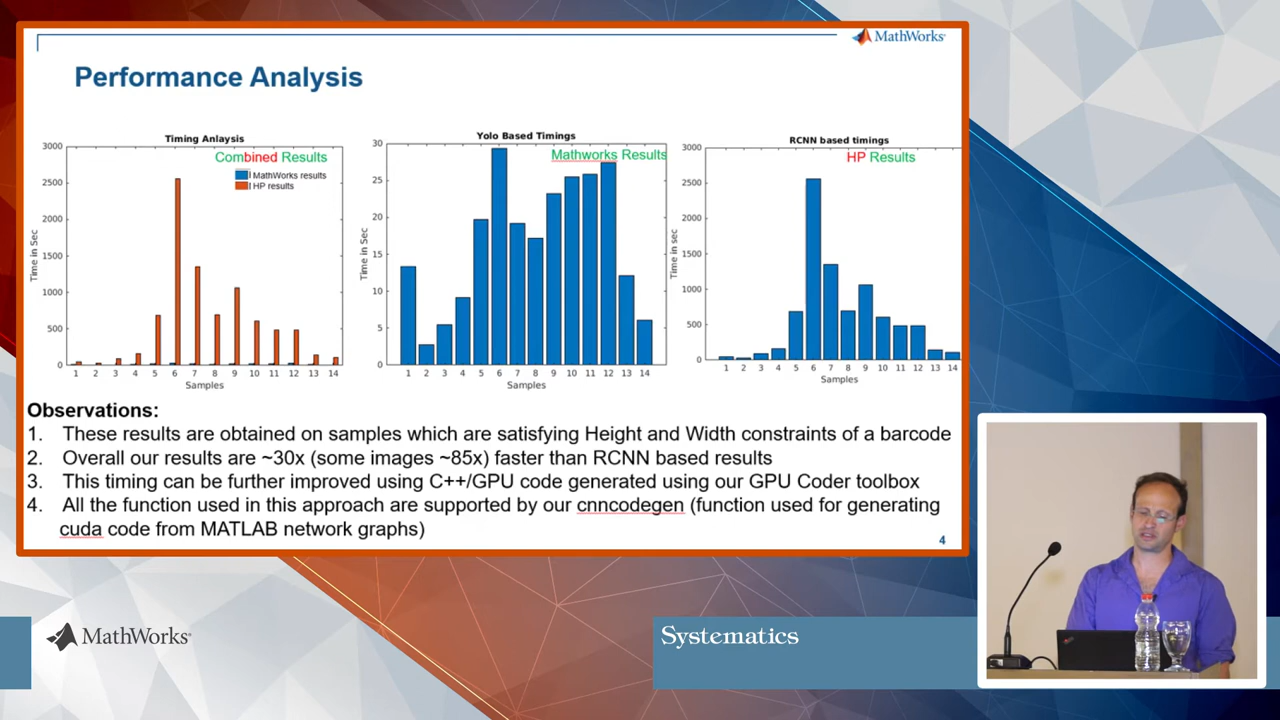 MathWorks®
Performance Analysis
Timing Anlaysis
Combined Results
MathWorks results
HP results
3000
2500
2000
1500
1000
500
0
Time in Sec
1 2 3 4 5 6 7 8 9 10 11 12 13 14
Samples
Yolo Based Timings
Mathworks Results
30
25
20
15
10
5
0
Time in Sec
1 2 3 4 5 6 7 8 9 10 11 12 13 14
Samples
RCNN based timings
HP Results
3000
2500
2000
1500
1000
500
0
Time in sec
1 2 3 4 5 6 7 8 9 10 11 12 13 14
Samples
Observations:
1. These results are obtained on samples which are satisfying Height and Width constraints of a barcode
2. Overall our results are ~30x (some images ~85x) faster than RCNN based results
3. This timing can be further improved using C++/GPU code generated using our GPU Coder toolbox
4. All the function used in this approach are supported by our cnncodegen (function used for generating
cuda code from MATLAB network graphs)
4
MathWorks®
Systematics